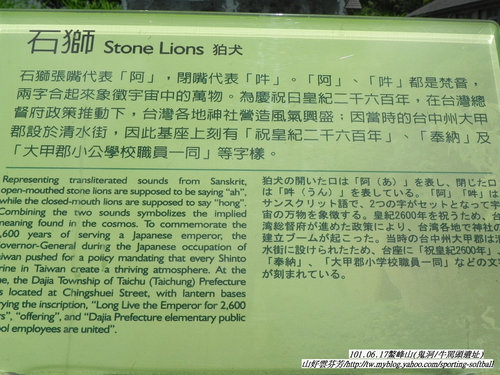 石獅 Stone Lions 狛犬
石獅張嘴代表「阿」，閉嘴代表「吽」。「阿」、「吽」都是梵音，
兩字合起來象徵宇宙中的萬物。為慶祝日皇紀二千六百年，在台灣總
督府政策推動下，台灣各地神社營造風氣興盛；因當時的台中州大甲
郡設於清水街，因此基座上刻有「祝皇紀二千六百年」、「奉納」及
「大甲郡小公學校職員一同」等字樣。
Representing transliterated sounds from Sanskrit,
open-mouthed stone lions are supposed to be saying "ah".
while the closed-mouth lions are supposed to say "hong".
Combining the two sounds symbolizes the implied
meaning found in the cosmos. To commemorate the
,600 years of serving a Japanese emperor, the
overnor-General during the Japanese occupation of
iwan pushed for a policy mandating that every Shinto
rine in Taiwan create a thriving atmosphere. At the
e, the Dajia Township of Taichu (Taichung) Prefecture
s located at Chingshuei Street, with lantern bases
rying the inscription, "Long Live the Emperor for 2,600
rs", "offering", and "Dajia Prefecture elementary public
ol employees are united".
狛犬の開いた口は「阿（あ）」を表し、閉じた口
は「吽（うん）」を表している。「阿」「吽」は
サンスクリット語で、2つの字がセットとなって宇
宙の万物を象徴する。皇紀2600年を祝うため、台
湾総督府が進めた政策により、台湾各地で神社の
建立ブームが起こった。当時の台中州大甲郡は清
水街に設けられたため、台座に「祝皇紀2600年」、
「奉納」、「大甲郡小学校職員一同」などの文
が刻まれている。
101.06.17鰲峰山(鬼洞/牛罵頭遺址)
山好雲芬芳/http://tw.myblog.yahoo.com/sporting-softball